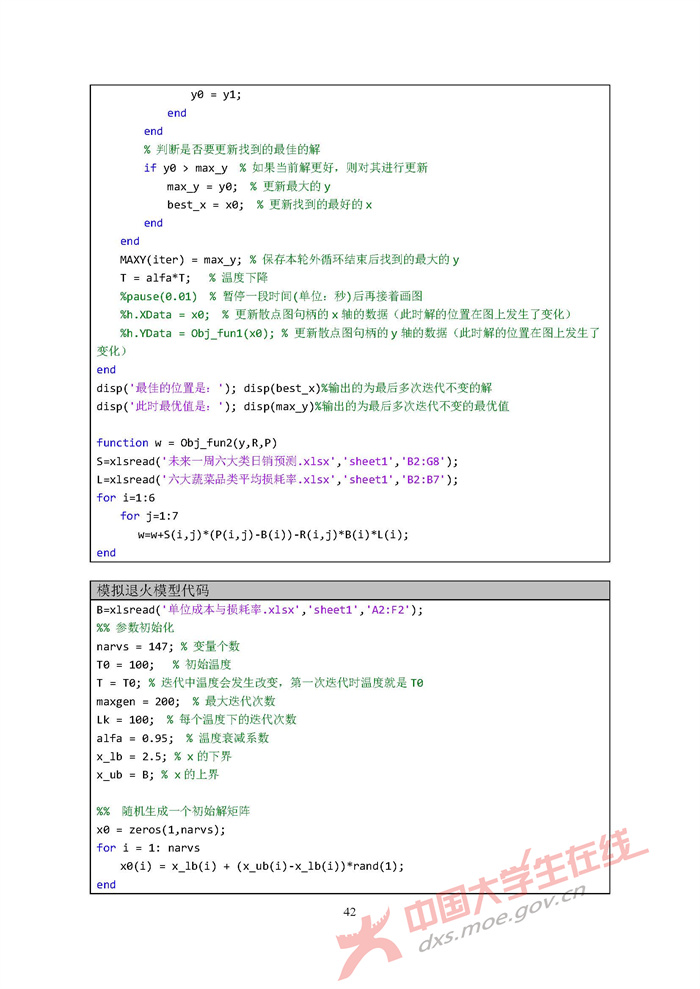 y0 = y1;
end
end
% 判断是否要更新找到的最佳的解
if y0 > max_y % 如果当前解更好，则对其进行更新
max_y = y0; % 更新最大的 y
best_x = x0; % 更新找到的最好的 x
end
end
MAXY(iter) = max_y; % 保存本轮外循环结束后找到的最大的 y
T = alfa*T; % 温度下降
%pause(0.01) % 暂停一段时间(单位：秒)后再接着画图
%h.XData = x0; % 更新散点图句柄的 x 轴的数据（此时解的位置在图上发生了变化）
%h.YData = Obj_fun1(x0); % 更新散点图句柄的 y 轴的数据（此时解的位置在图上发生了
变化）
end
disp('最佳的位置是：'); disp(best_x)%输出的为最后多次迭代不变的解
disp('此时最优值是：'); disp(max_y)%输出的为最后多次迭代不变的最优值
function w = Obj_fun2(y,R,P)
S=xlsread('未来一周六大类日销预测.xlsx','sheet1','B2:G8');
L=xlsread('六大蔬菜品类平均损耗率.xlsx','sheet1','B2:B7');
for i=1:6
for j=1:7
w=w+S(i,j)*(P(i,j)-B(i))-R(i,j)*B(i)*L(i);
end
模拟退火模型代码
B=xlsread('单位成本与损耗率.xlsx','sheet1','A2:F2');
%% 参数初始化
narvs = 147; % 变量个数
T0 = 100; % 初始温度
T = T0; % 迭代中温度会发生改变，第一次迭代时温度就是 T0
maxgen = 200; % 最大迭代次数
Lk = 100; % 每个温度下的迭代次数
alfa = 0.95; % 温度衰减系数
x_lb = 2.5; % x 的下界
x_ub = B; % x 的上界
%% 随机生成一个初始解矩阵
x0 = zeros(1,narvs);
for i = 1: narvs
x0(i) = x_lb(i) + (x_ub(i)-x_lb(i))*rand(1);
end
42
中国大学生在线
dxs.moe.gov.cn